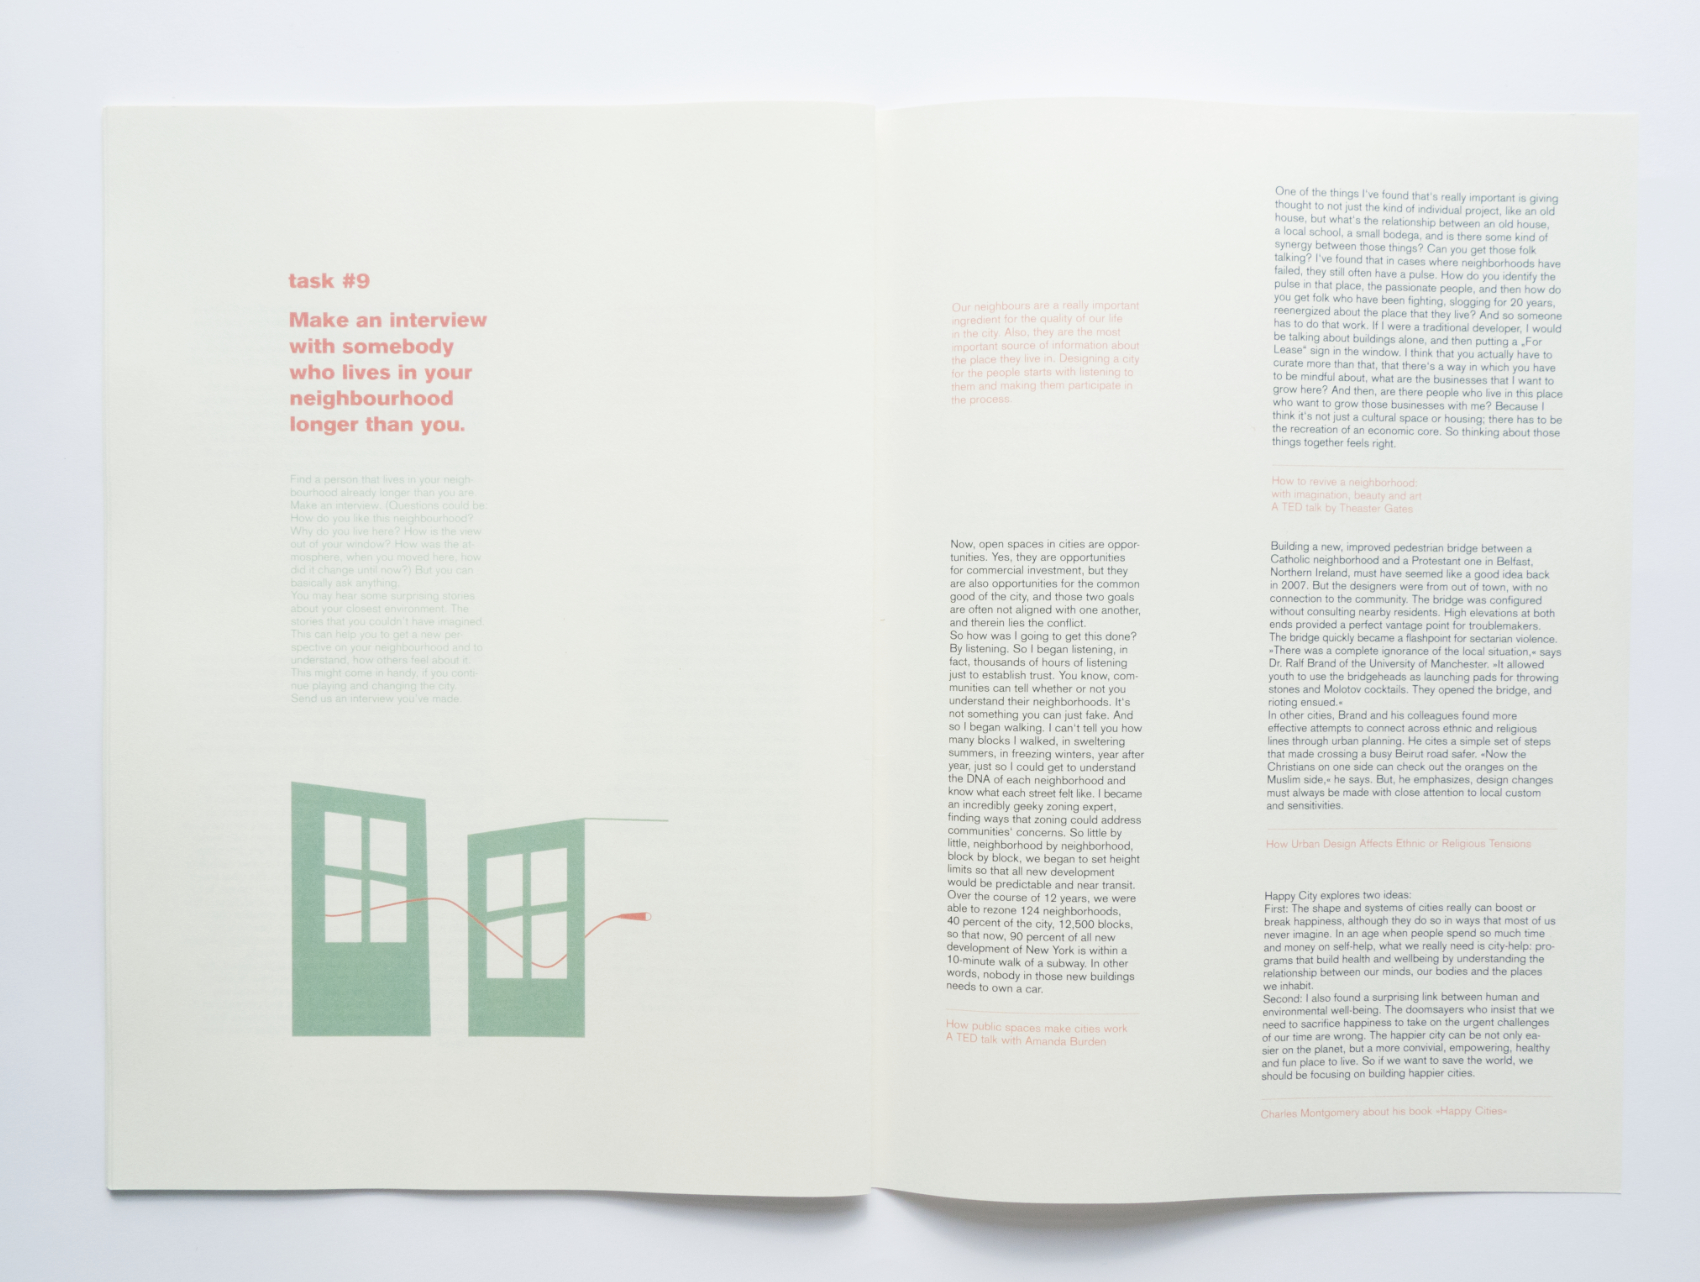 task #9
Make an interview
with somebody
who lives in your
neighbourhood
longer than you.
Find a person that lives in your neigh-
bourhood already longer than you are.
Make an interview. (Questions could be:
How do you like this neighbourhood?
Why do you live here? How is the view
out of your window? How was the at-
mosphere, when you moved here, how
did it change until now?) But you can
basically ask anything.
You may hear some surprising stories
about your closest environment. The
stories that you couldn't have imagined.
This can help you to get a new per-
spective on your neighbourhood and to
understand, how others feel about it.
This might come in handy, if you conti-
nue playing and changing the city.
Send us an interview you've made.
Our neighbours are a really important
ingredient for the quality of our life
in the city. Also, they are the most
important source of information about
the place they live in. Designing a city
for the people starts with listening to
them and making them participate in
the process.
Now, open spaces in cities are oppor-
tunities. Yes, they are opportunities
for commercial investment, but they
are also opportunities for the common
good of the city, and those two goals
are often not aligned with one another,
and therein lies the conflict.
So how was I going to get this done?
By listening. So I began listening, in
fact, thousands of hours of listening
just to establish trust. You know, com-
munities can tell whether or not you
understand their neighborhoods. It's
not something you can just fake. And
so I began walking. I can't tell you how
many blocks I walked, in sweltering
summers, in freezing winters, year after
year, just so I could get to understand
the DNA of each neighborhood and
know what each street felt like. I became
an incredibly geeky zoning expert,
finding ways that zoning could address
communities' concerns. So little by
little, neighborhood by neighborhood,
block by block, we began to set height
limits so that all new development
would be predictable and near transit.
Over the course of 12 years, we were
able to rezone 124 neighborhoods,
40 percent of the city, 12,500 blocks,
so that now, 90 percent of all new
development of New York is within a
10-minute walk of a subway. In other
words, nobody in those new buildings
needs to own a car.
How public spaces make cities work
A TED talk with Amanda Burden
One of the things I've found that's really important is giving
thought to not just the kind of individual project, like an old
house, but what's the relationship between an old house,
a local school, a small bodega, and is there some kind of
synergy between those things? Can you get those folk
talking? I've found that in cases where neighborhoods have
failed, they still often have a pulse. How do you identify the
pulse in that place, the passionate people, and then how do
you get folk who have been fighting, slogging for 20 years,
reenergized about the place that they live? And so someone
has to do that work. If I were a traditional developer, I would
be talking about buildings alone, and then putting a „For
Lease" sign in the window. I think that you actually have to
curate more than that, that there's a way in which you have
to be mindful about, what are the businesses that I want to
grow here? And then, are there people who live in this place
who want to grow those businesses with me? Because I
think it's not just a cultural space or housing; there has to be
the recreation of an economic core. So thinking about those
things together feels right.
How to revive a neighborhood:
with imagination, beauty and art
A TED talk by Theaster Gates
Building a new, improved pedestrian bridge between a
Catholic neighborhood and a Protestant one in Belfast,
Northern Ireland, must have seemed like a good idea back
in 2007. But the designers were from out of town, with no
connection to the community. The bridge was configured
without consulting nearby residents. High elevations at both
ends provided a perfect vantage point for troublemakers.
The bridge quickly became a flashpoint for sectarian violence.
»There was a complete ignorance of the local situation,« says
Dr. Ralf Brand of the University of Manchester. »It allowed
youth to use the bridgeheads as launching pads for throwing
stones and Molotov cocktails. They opened the bridge, and
rioting ensued.«
In other cities, Brand and his colleagues found more
effective attempts to connect across ethnic and religious
lines through urban planning. He cites a simple set of steps
that made crossing a busy Beirut road safer. »Now the
Christians on one side can check out the oranges on the
Muslim side,« he says. But, he emphasizes, design changes
must always be made with close attention to local custom
and sensitivities.
How Urban Design Affects Ethnic or Religious Tensions
Happy City explores two ideas:
First: The shape and systems of cities really can boost or
break happiness, although they do so in ways that most of us
never imagine. In an age when people spend so much time
and money on self-help, what we really need is city-help: pro-
grams that build health and wellbeing by understanding the
relationship between our minds, our bodies and the places
we inhabit.
Second: I also found a surprising link between human and
environmental well-being. The doomsayers who insist that we
need to sacrifice happiness to take on the urgent challenges
of our time are wrong. The happier city can be not only ea-
sier on the planet, but a more convivial, empowering, healthy
and fun place to live. So if we want to save the world, we
should be focusing on building happier cities.
Charles Montgomery about his book »Happy Cities«